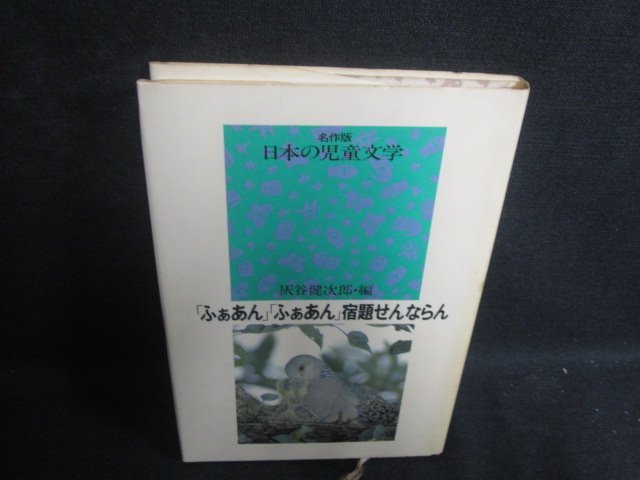 名作版
日本の児童文学
灰谷健次郎・編
「ふぁあん」「ふぁあん」宿題せんならん